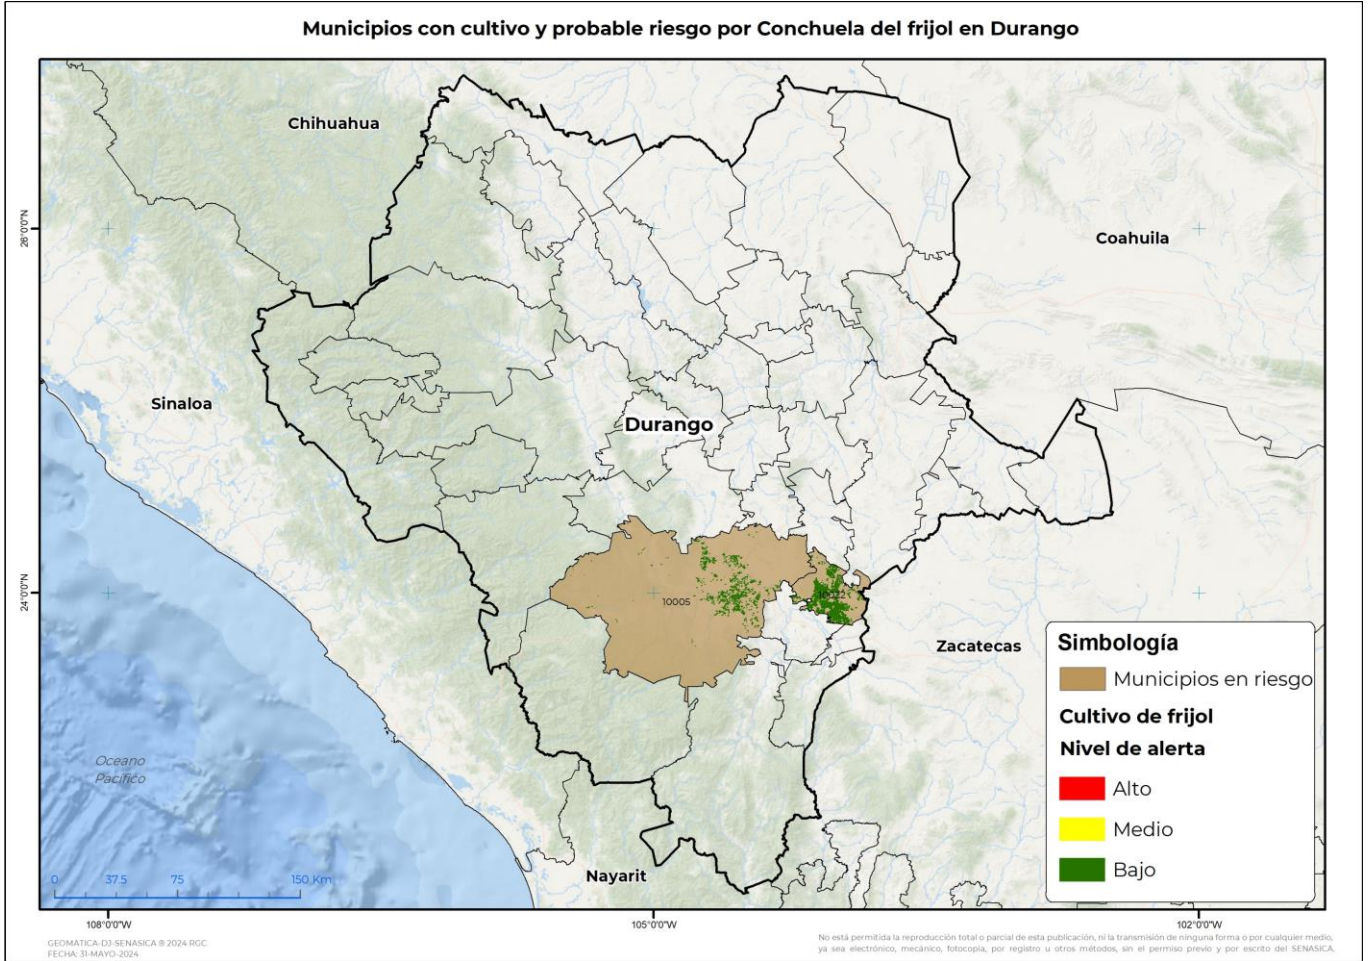 Municipios con cultivo y probable riesgo por Conchuela del frijol en Durango
Chihuahua
26°0'0"N
Coahuila
Sinaloa
Durango
24°0'0"N
10005
Zacatecas
Simbología
Municipios en riesgo
Cultivo de frijol
Nivel de alerta
Alto
Medio
Bajo
Oceano
Pacífico
Nayarit
0 37.5 75 150 Km
108°0'0"W 105°0'0"W 102°0'0"W
GEOMATICA-DJ-SENASICA ® 2024 RGC
FECHA: 31-MAYO-2024
No está permitida la reproducción total o parcial de esta publicación, ni la transmisión de ninguna forma o por cualquier medio,
ya sea electrónico, mecánico, fotocopia, por registro u otros métodos, sin el permiso previo y por escrito del SENASICA.